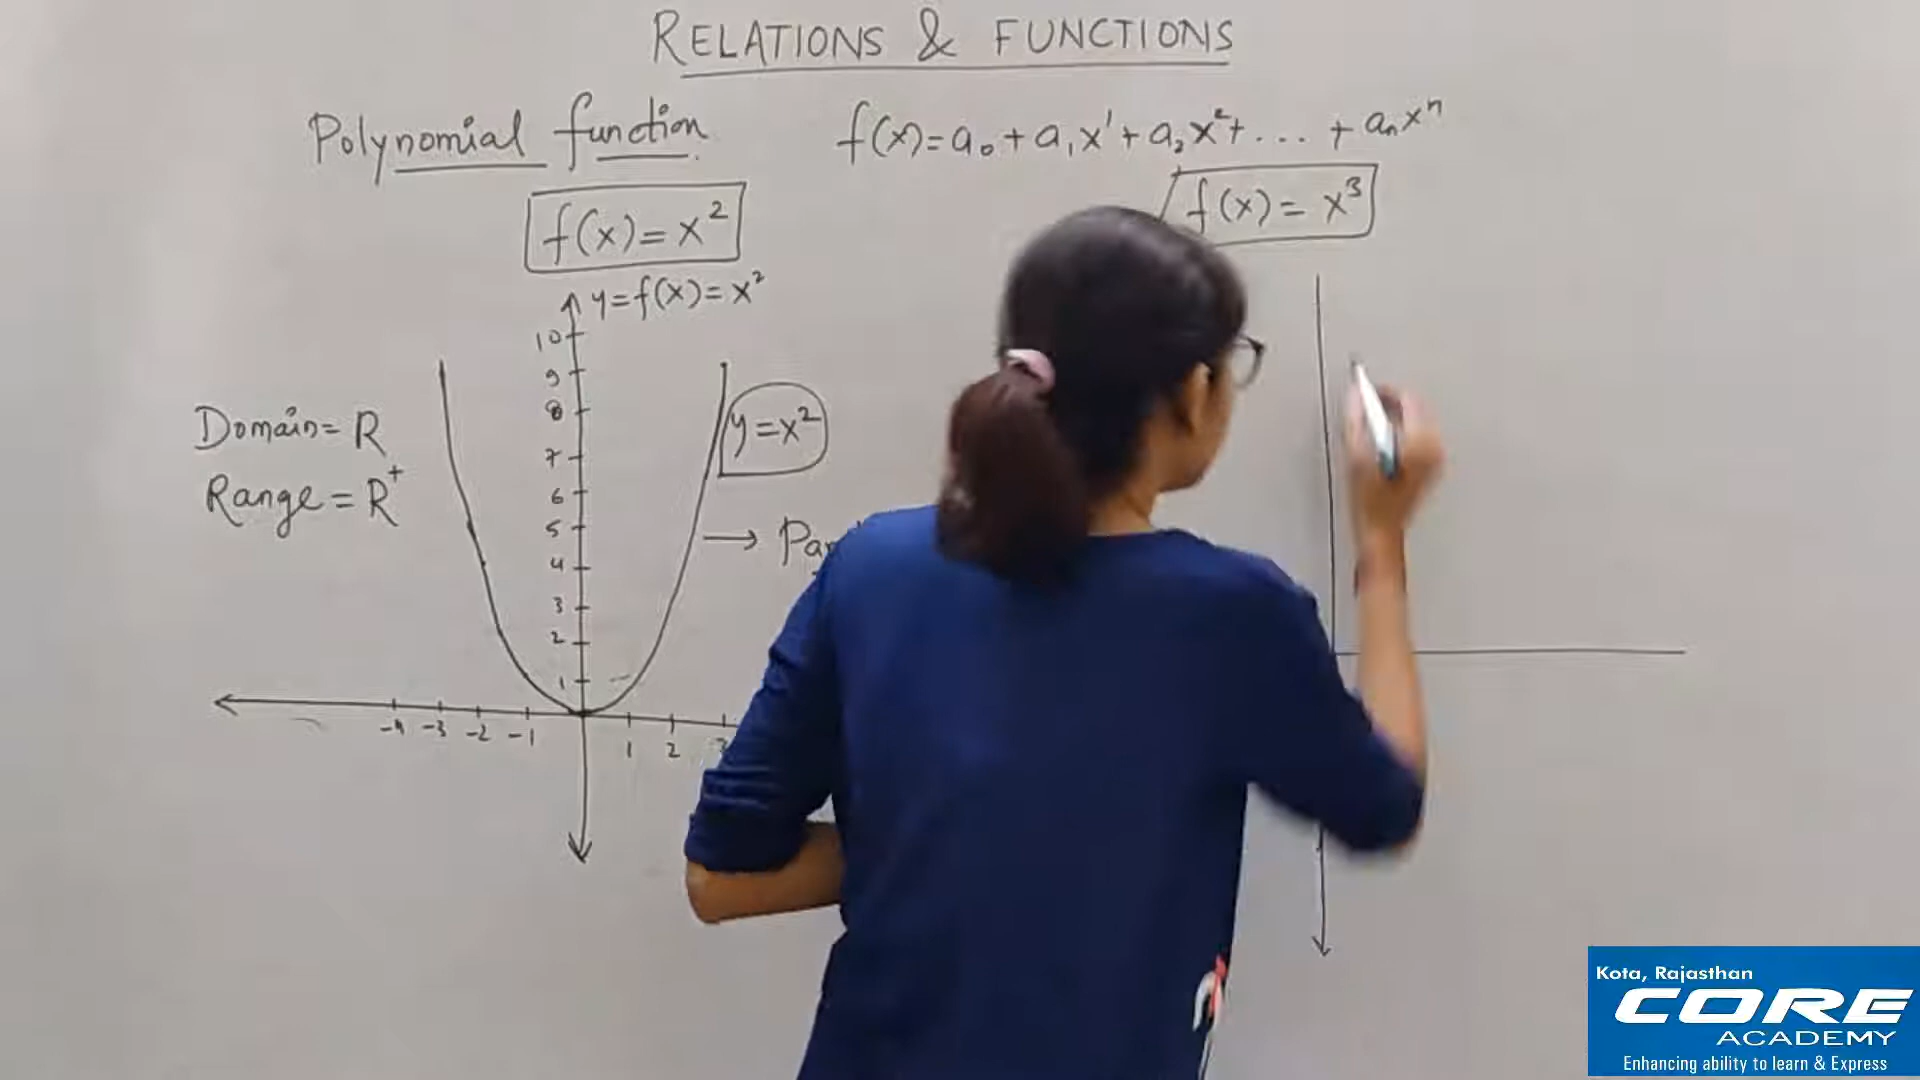 RELATIONS & FUNCTIONS
Polynomial function
f(x)=a₀+a₁x¹+a₂x²+...+aₙxⁿ
f(x)=x²
f(x)=x³
y=f(x)=x²
10
9
8
7
6
5
4
3
2
1
Domain=R
Range=R⁺
y=x²
→
-4 -3 -2 -1 1 2 3
Kota, Rajasthan
CORE
ACADEMY
Enhancing ability to learn & Express